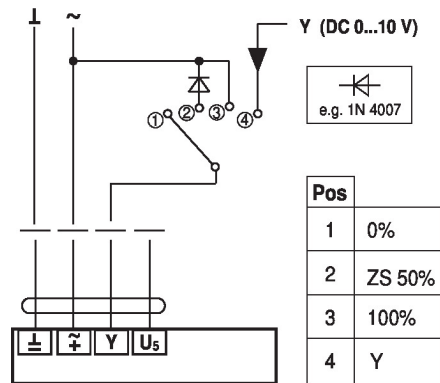 ⊥ ~
Y (DC 0...10 V)
① ② ③ ④
e.g. 1N 4007
Pos
1 0%
2 ZS 50%
3 100%
4 Y
⊥ ~+ Y U₅